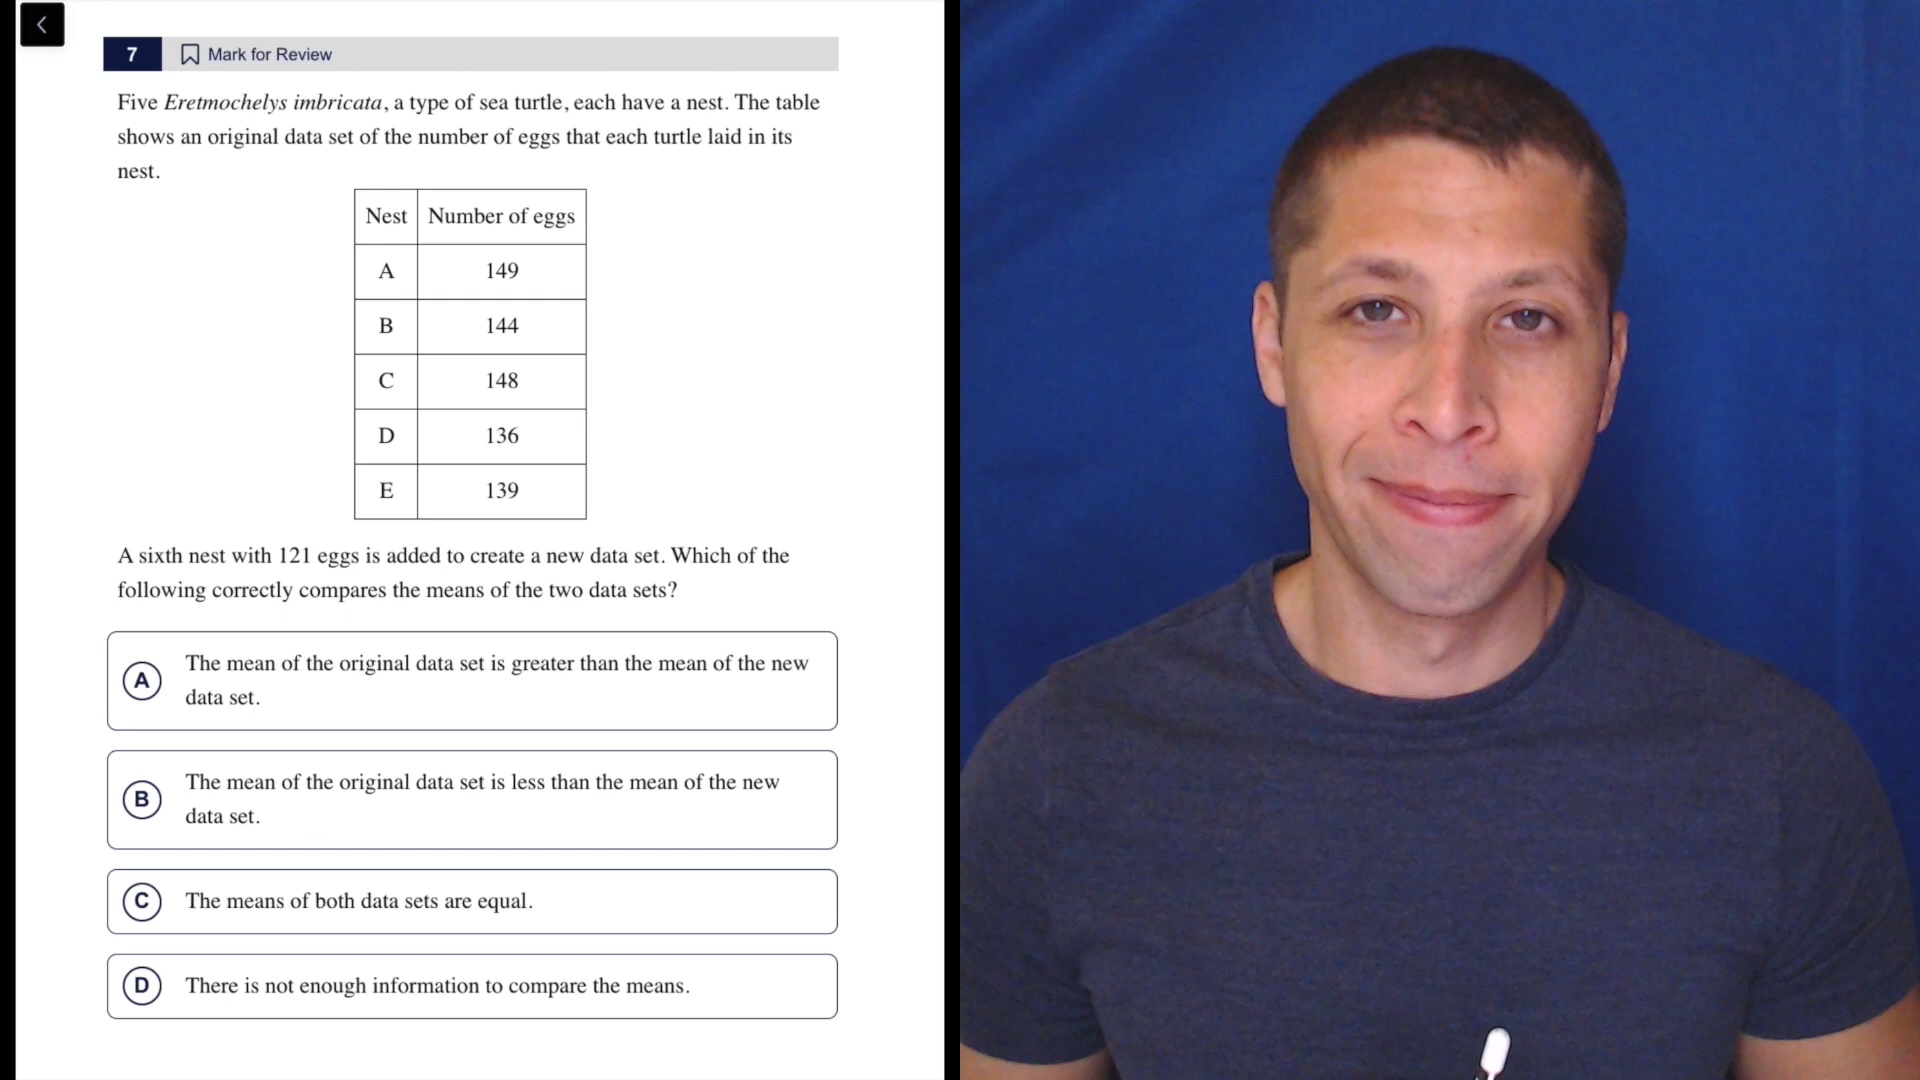 7 Mark for Review
Five Eretmochelys imbricata, a type of sea turtle, each have a nest. The table
shows an original data set of the number of eggs that each turtle laid in its
nest.
Nest Number of eggs
A 149
B 144
C 148
D 136
E 139
A sixth nest with 121 eggs is added to create a new data set. Which of the
following correctly compares the means of the two data sets?
A The mean of the original data set is greater than the mean of the new
data set.
B The mean of the original data set is less than the mean of the new
data set.
C The means of both data sets are equal.
D There is not enough information to compare the means.